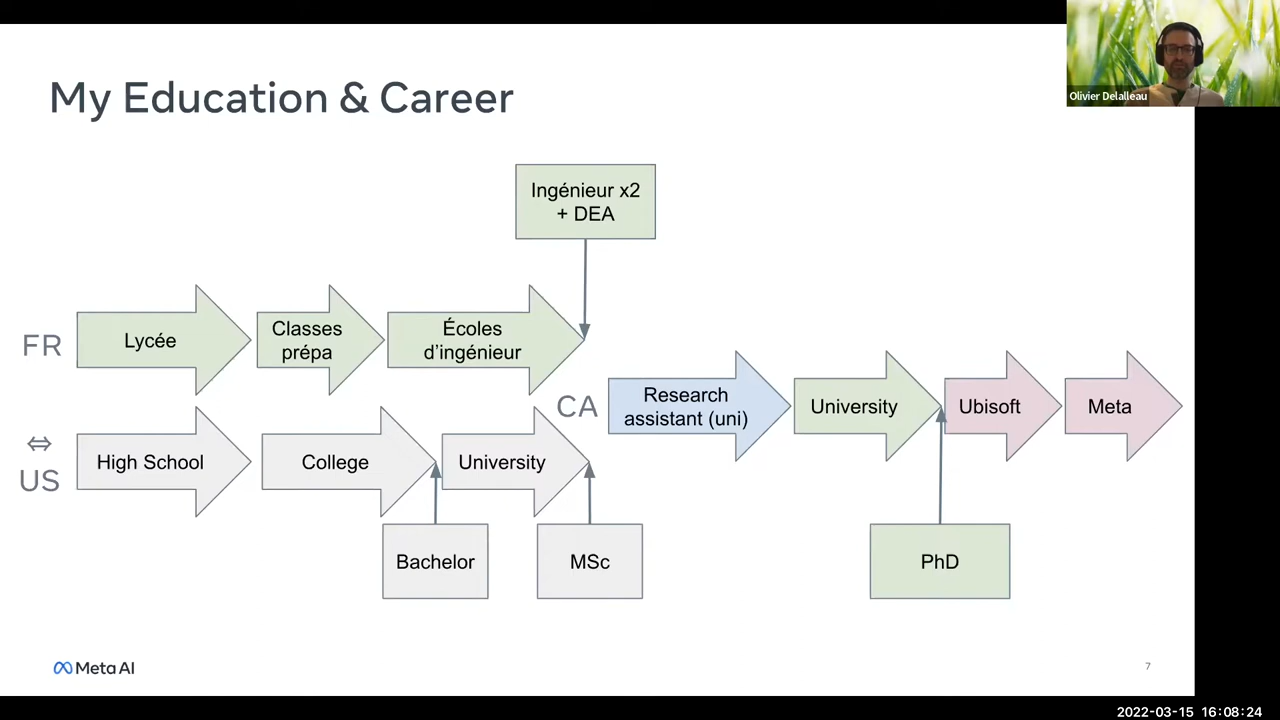 My Education & Career
Olivier Delalleau
Ingénieur x2
+ DEA
FR
Lycée
Classes
prépa
Écoles
d'ingénieur
CA
Research
assistant (uni)
University
Ubisoft
Meta
⇔
US
High School
College
University
Bachelor
MSc
PhD
Meta AI
7
2022-03-15 16:08:24